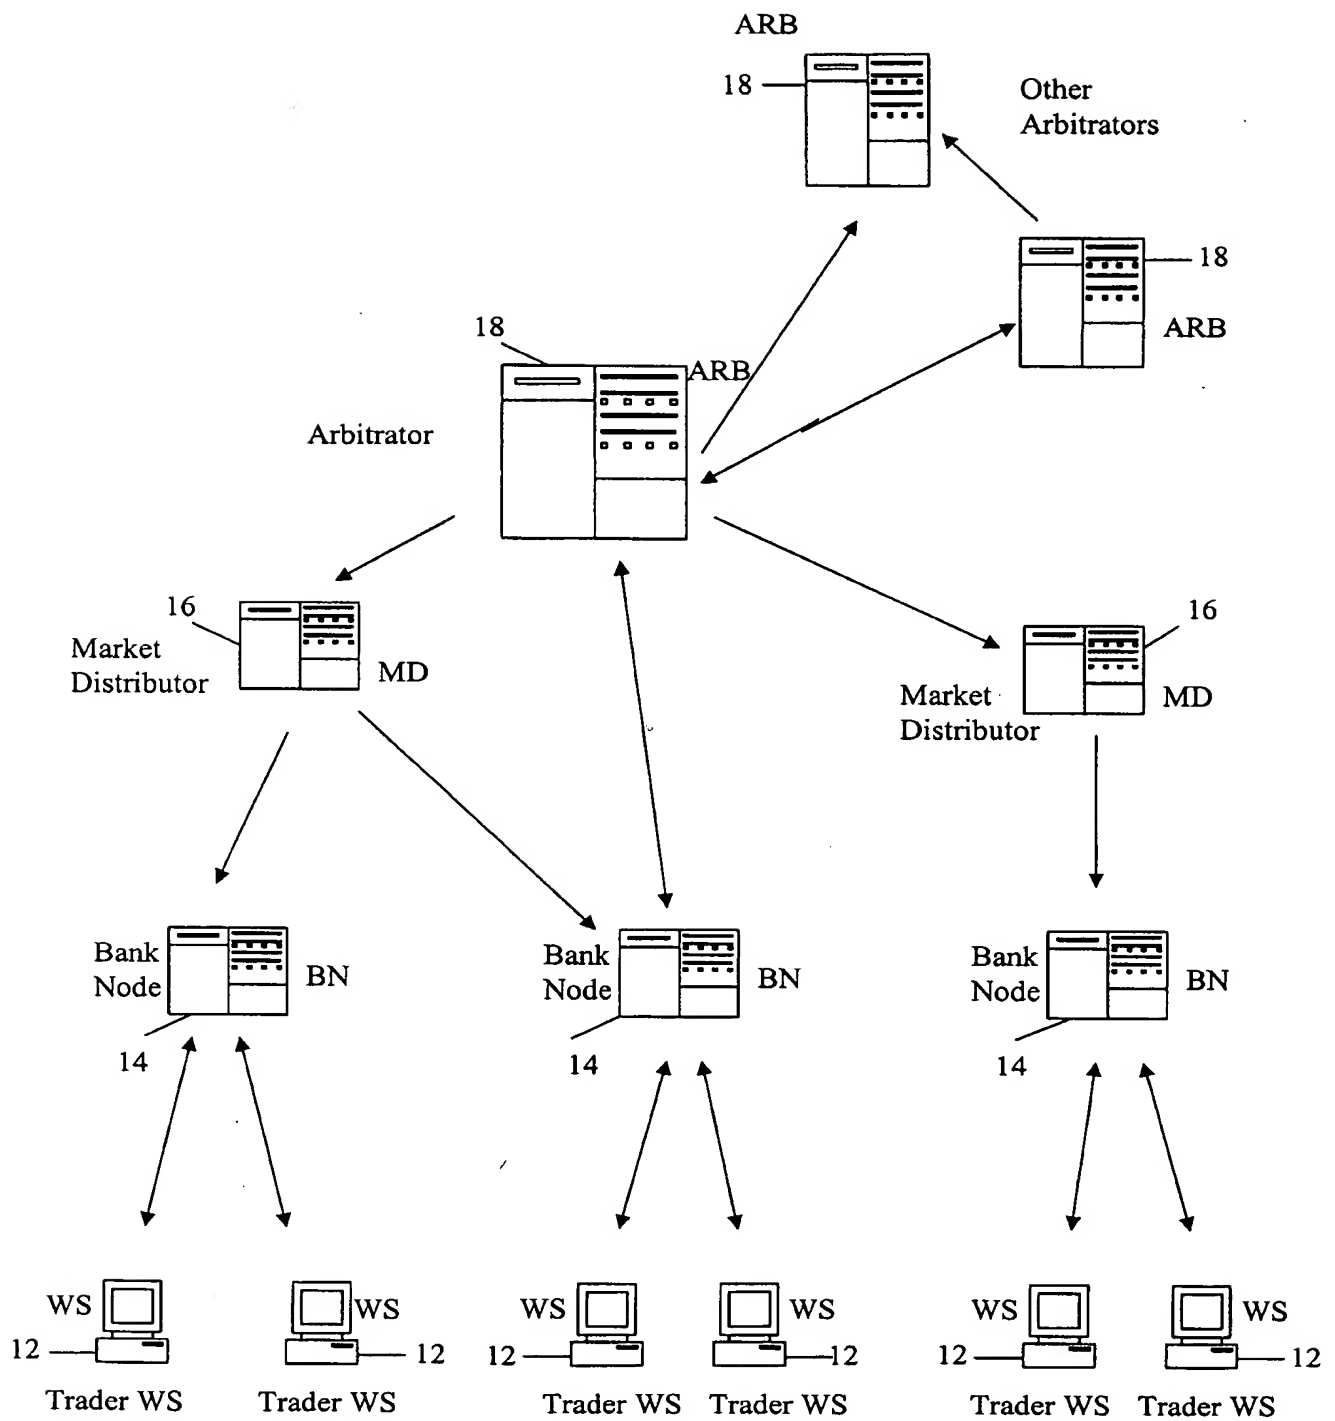 ARB
18
Other
Arbitrators
18
ARB
18
ARB
Arbitrator
16
Market
Distributor
MD
16
Market
Distributor
MD
Bank
Node
BN
14
Bank
Node
BN
14
Bank
Node
BN
14
WS
12
Trader WS
WS
12
Trader WS
WS
12
Trader WS
WS
12
Trader WS
WS
12
Trader WS
WS
12
Trader WS